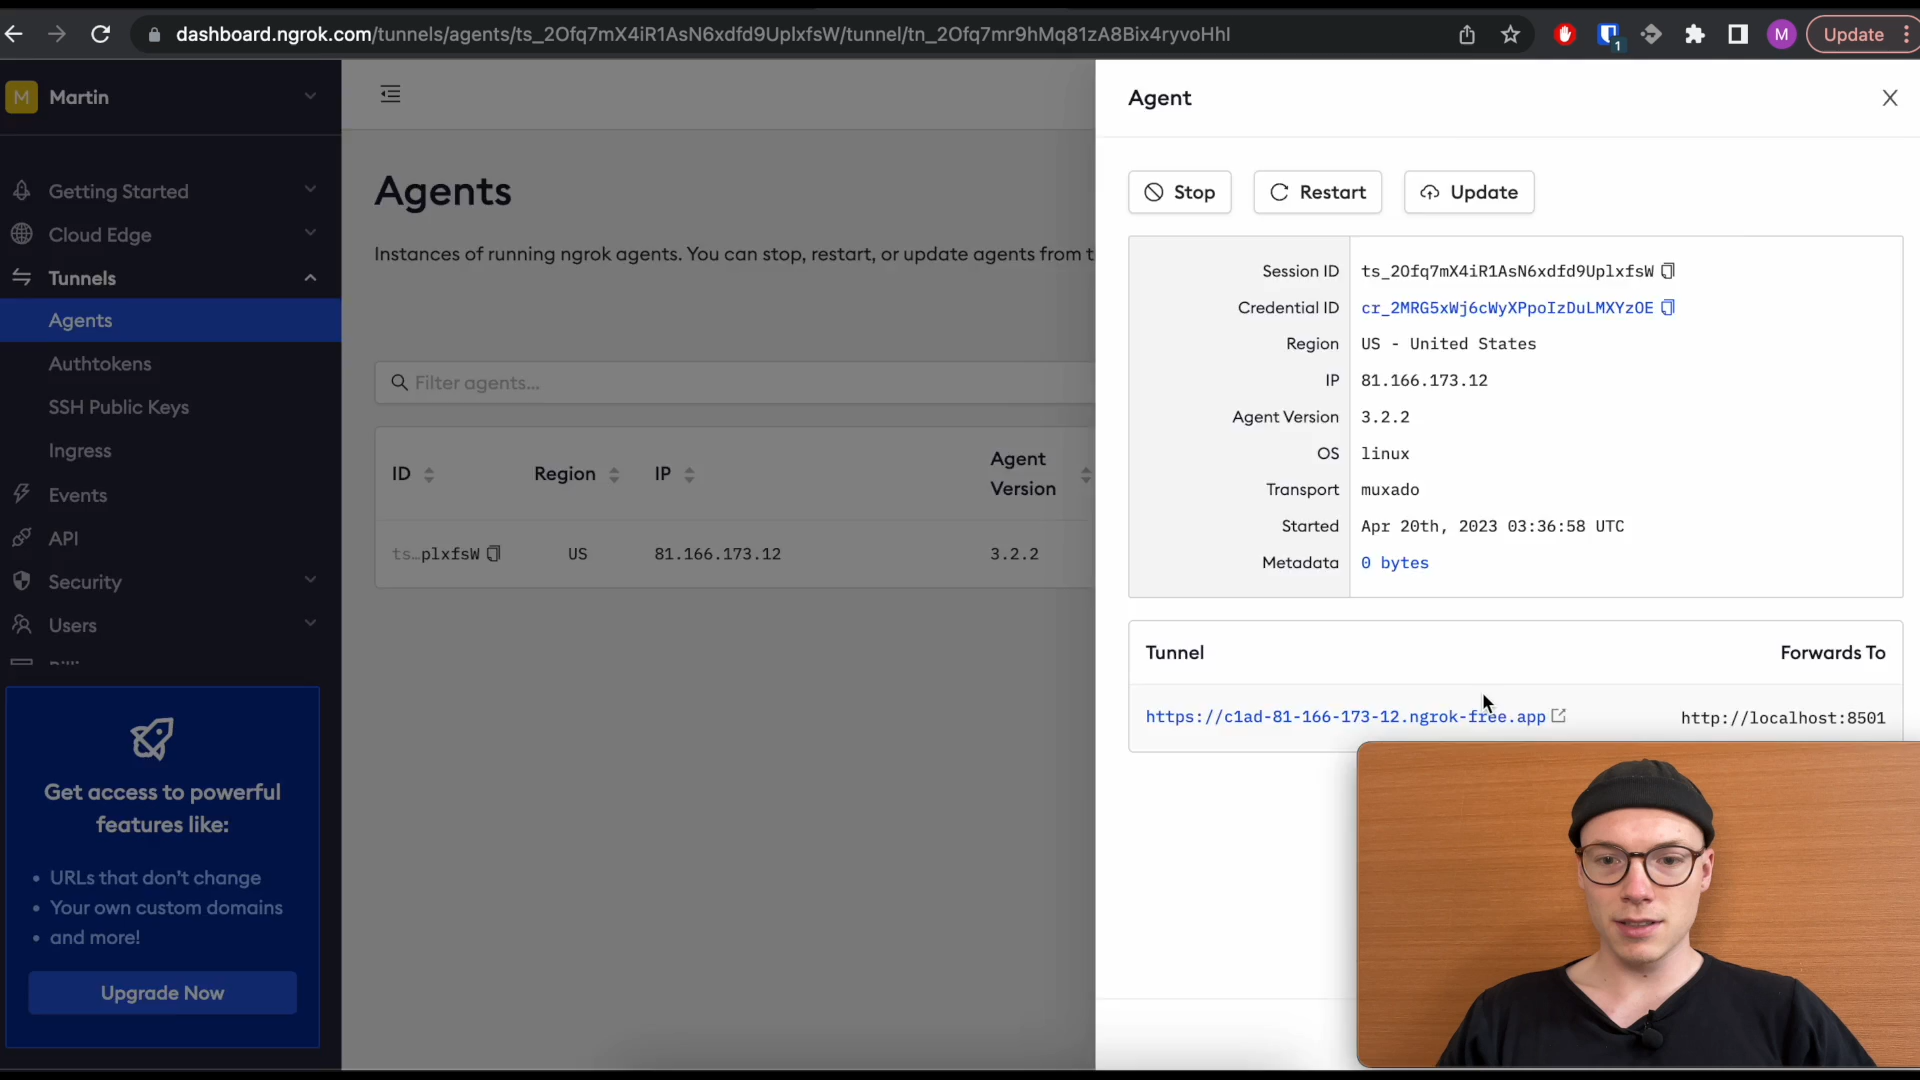 dashboard.ngrok.com/tunnels/agents/ts_2Ofq7mX4iR1AsN6xdfd9UplxfsW/tunnel/tn_2Ofq7mr9hMq81zA8Bix4ryvoHhI
1
M
Update
M
Martin
Getting Started
Cloud Edge
Tunnels
Agents
Authtokens
SSH Public Keys
Ingress
Events
API
Security
Users
Get access to powerful
features like:
• URLs that don't change
• Your own custom domains
• and more!
Upgrade Now
Agents
Instances of running ngrok agents. You can stop, restart, or update agents from t
Filter agents...
ID
Region
IP
Agent
Version
ts…plxfsW
US
81.166.173.12
3.2.2
Agent
Stop
Restart
Update
Session ID ts_2Ofq7mX4iR1AsN6xdfd9UplxfsW
Credential ID cr_2MRG5xWj6cWyXPpoIzDuLMXYzOE
Region US - United States
IP 81.166.173.12
Agent Version 3.2.2
OS linux
Transport muxado
Started Apr 20th, 2023 03:36:58 UTC
Metadata 0 bytes
Tunnel Forwards To
https://c1ad-81-166-173-12.ngrok-free.app http://localhost:8501